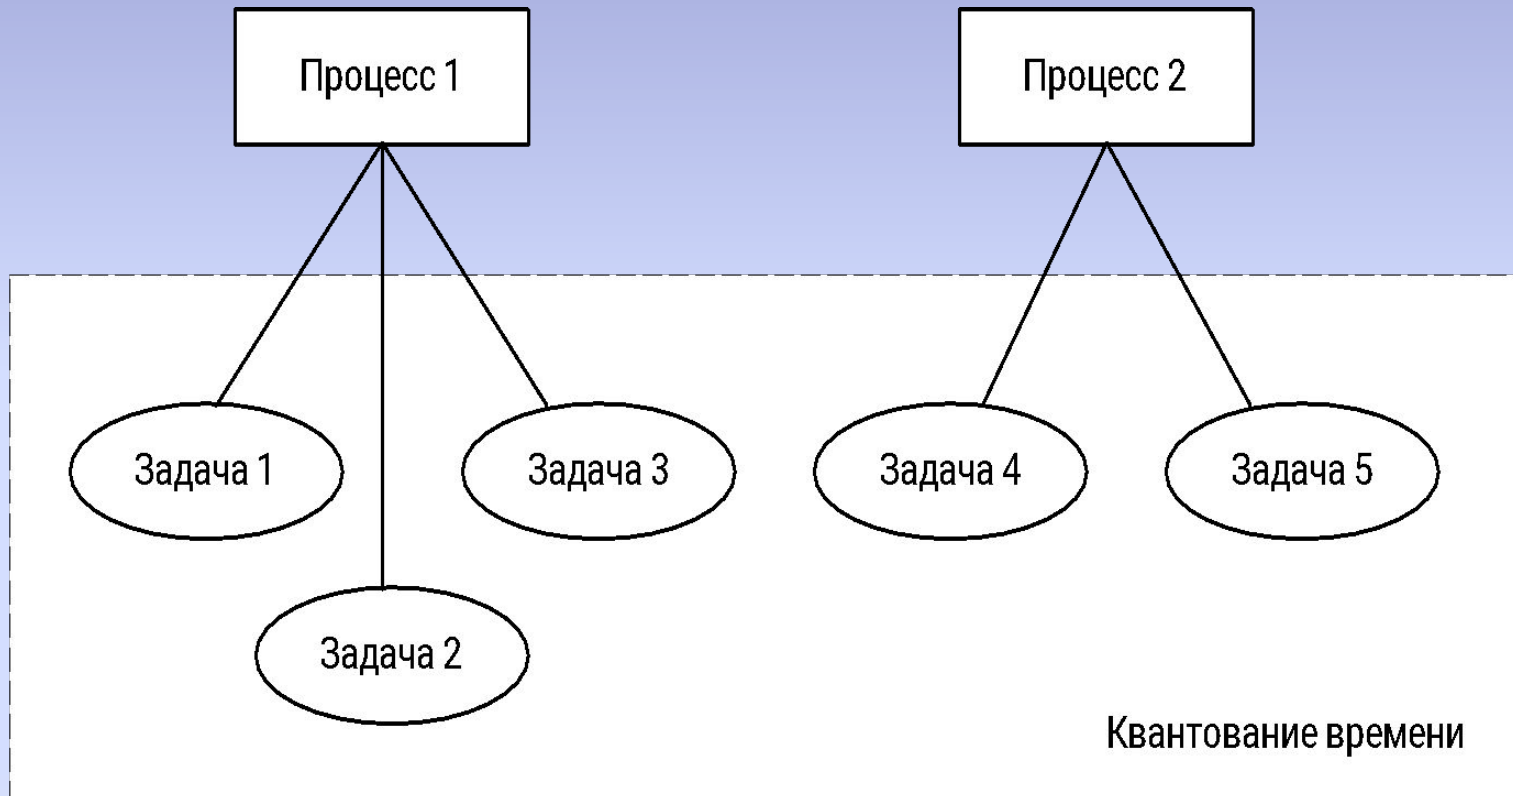 Процесс 1
Процесс 2
Задача 1
Задача 3
Задача 4
Задача 5
Задача 2
Квантование времени